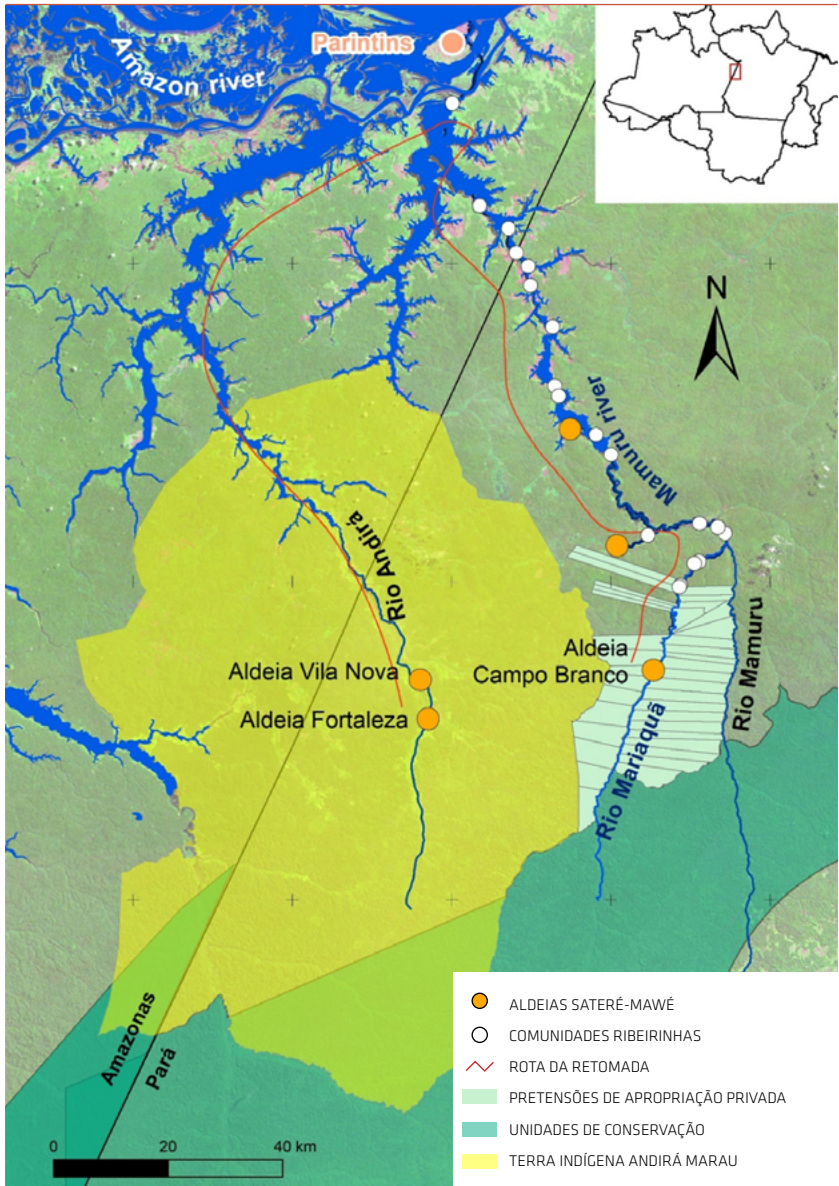 Parintins
Amazon river
N
Mamuru river
Rio Andirá
Aldeia Vila Nova
Aldeia Fortaleza
Aldeia
Campo Branco
Rio Mariaquã
Rio Mamuru
Amazonas
Pará
0 20 40 km
ALDEIAS SATERÉ-MAWÉ
COMUNIDADES RIBEIRINHAS
ROTA DA RETOMADA
PRETENSÕES DE APROPRIAÇÃO PRIVADA
UNIDADES DE CONSERVAÇÃO
TERRA INDÍGENA ANDIRÁ MARAU